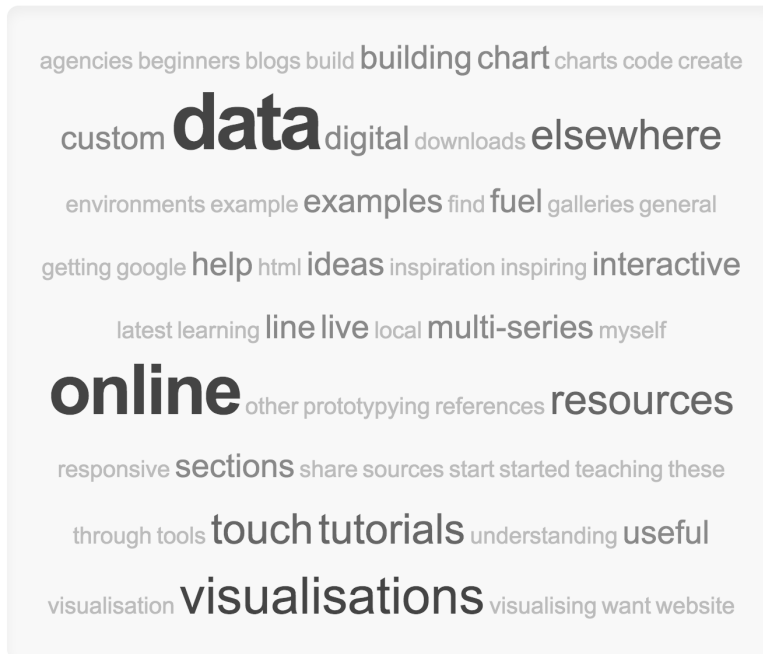 agencies beginners blogs build building chart charts code create
custom data digital downloads elsewhere
environments example examples find fuel galleries general
getting google help html ideas inspiration inspiring interactive
latest learning line live local multi-series myself
online other prototypying references resources
responsive sections share sources start started teaching these
through tools touch tutorials understanding useful
visualisation visualisations visualising want website